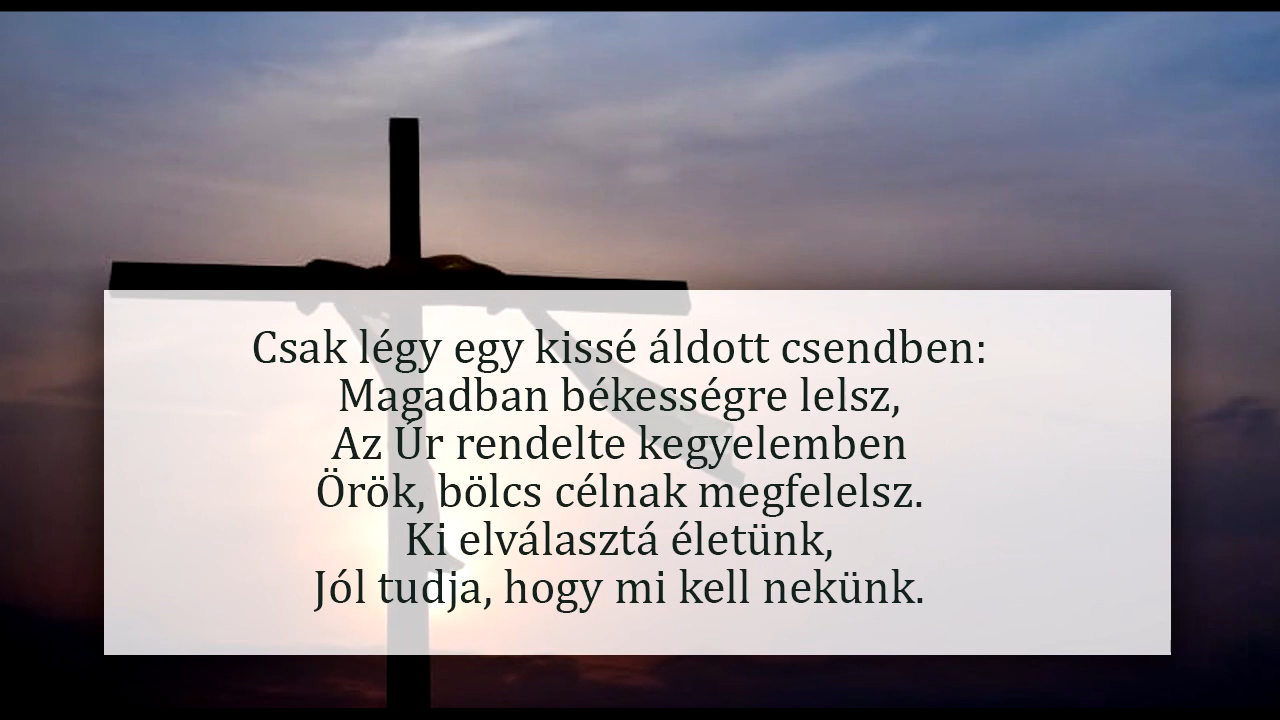 Csak légy egy kissé áldott csendben:
Magadban békességre lelsz,
Az Úr rendelte kegyelemben
Örök, bölcs célnak megfelelsz.
Ki elválasztá életünk,
Jól tudja, hogy mi kell nekünk.